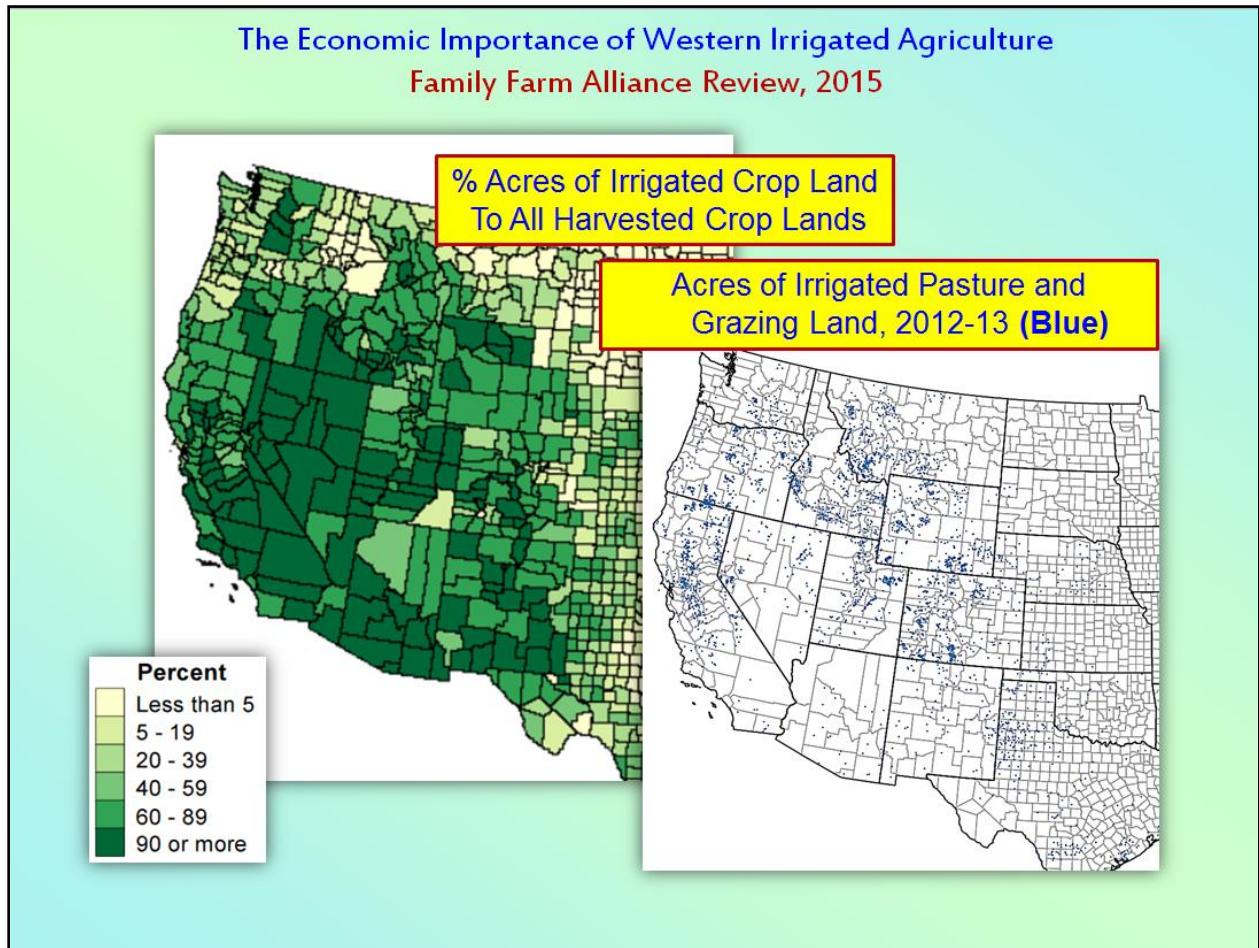 The Economic Importance of Western Irrigated Agriculture
Family Farm Alliance Review, 2015
% Acres of Irrigated Crop Land
To All Harvested Crop Lands
Acres of Irrigated Pasture and
Grazing Land, 2012-13 (Blue)
Percent
Less than 5
5 - 19
20 - 39
40 - 59
60 - 89
90 or more